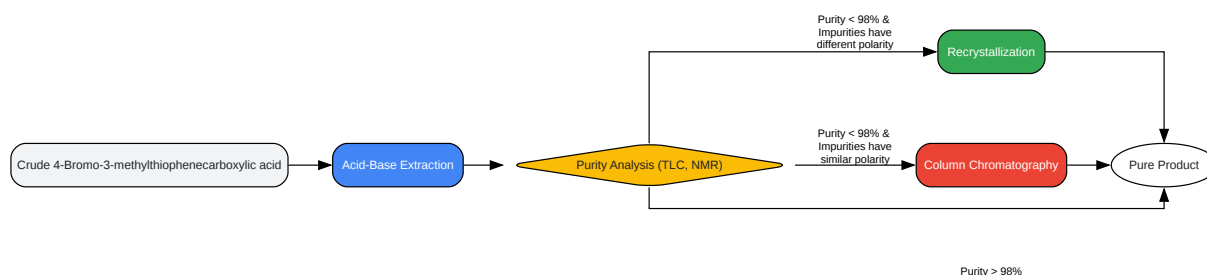 Purity < 98% &
Impurities have
different polarity
Recrystallization
Crude 4-Bromo-3-methylthiophenecarboxylic acid
Acid-Base Extraction
Purity Analysis (TLC, NMR)
Purity < 98% &
Impurities have
similar polarity
Column Chromatography
Pure Product
Purity > 98%